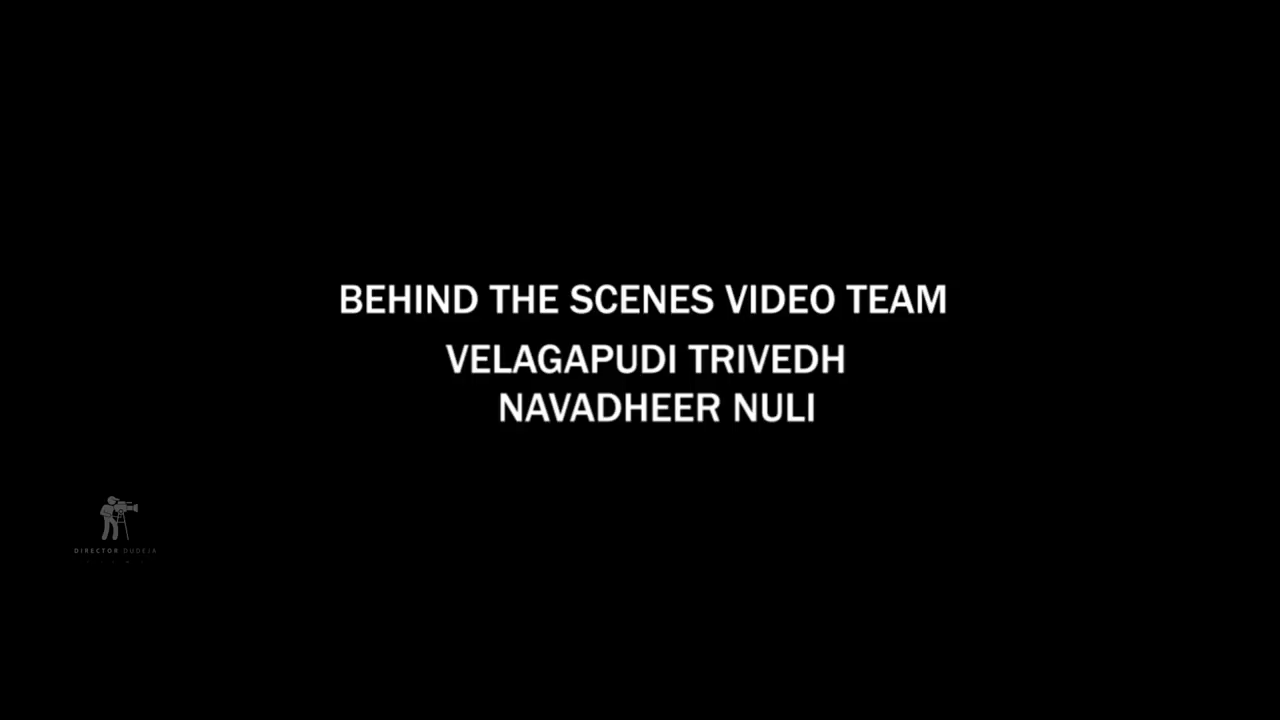 BEHIND THE SCENES VIDEO TEAM
VELAGAPUDI TRIVEDH
NAVADHEER NULI
DIRECTOR DUDEJA